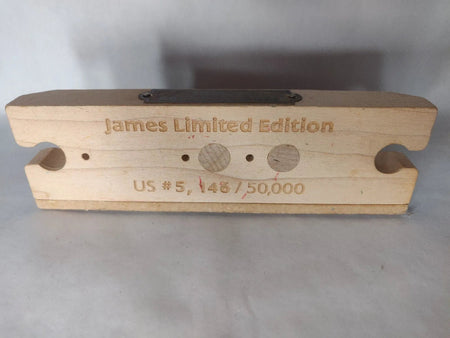 James Limited Edition
US #5, 148 / 50,000